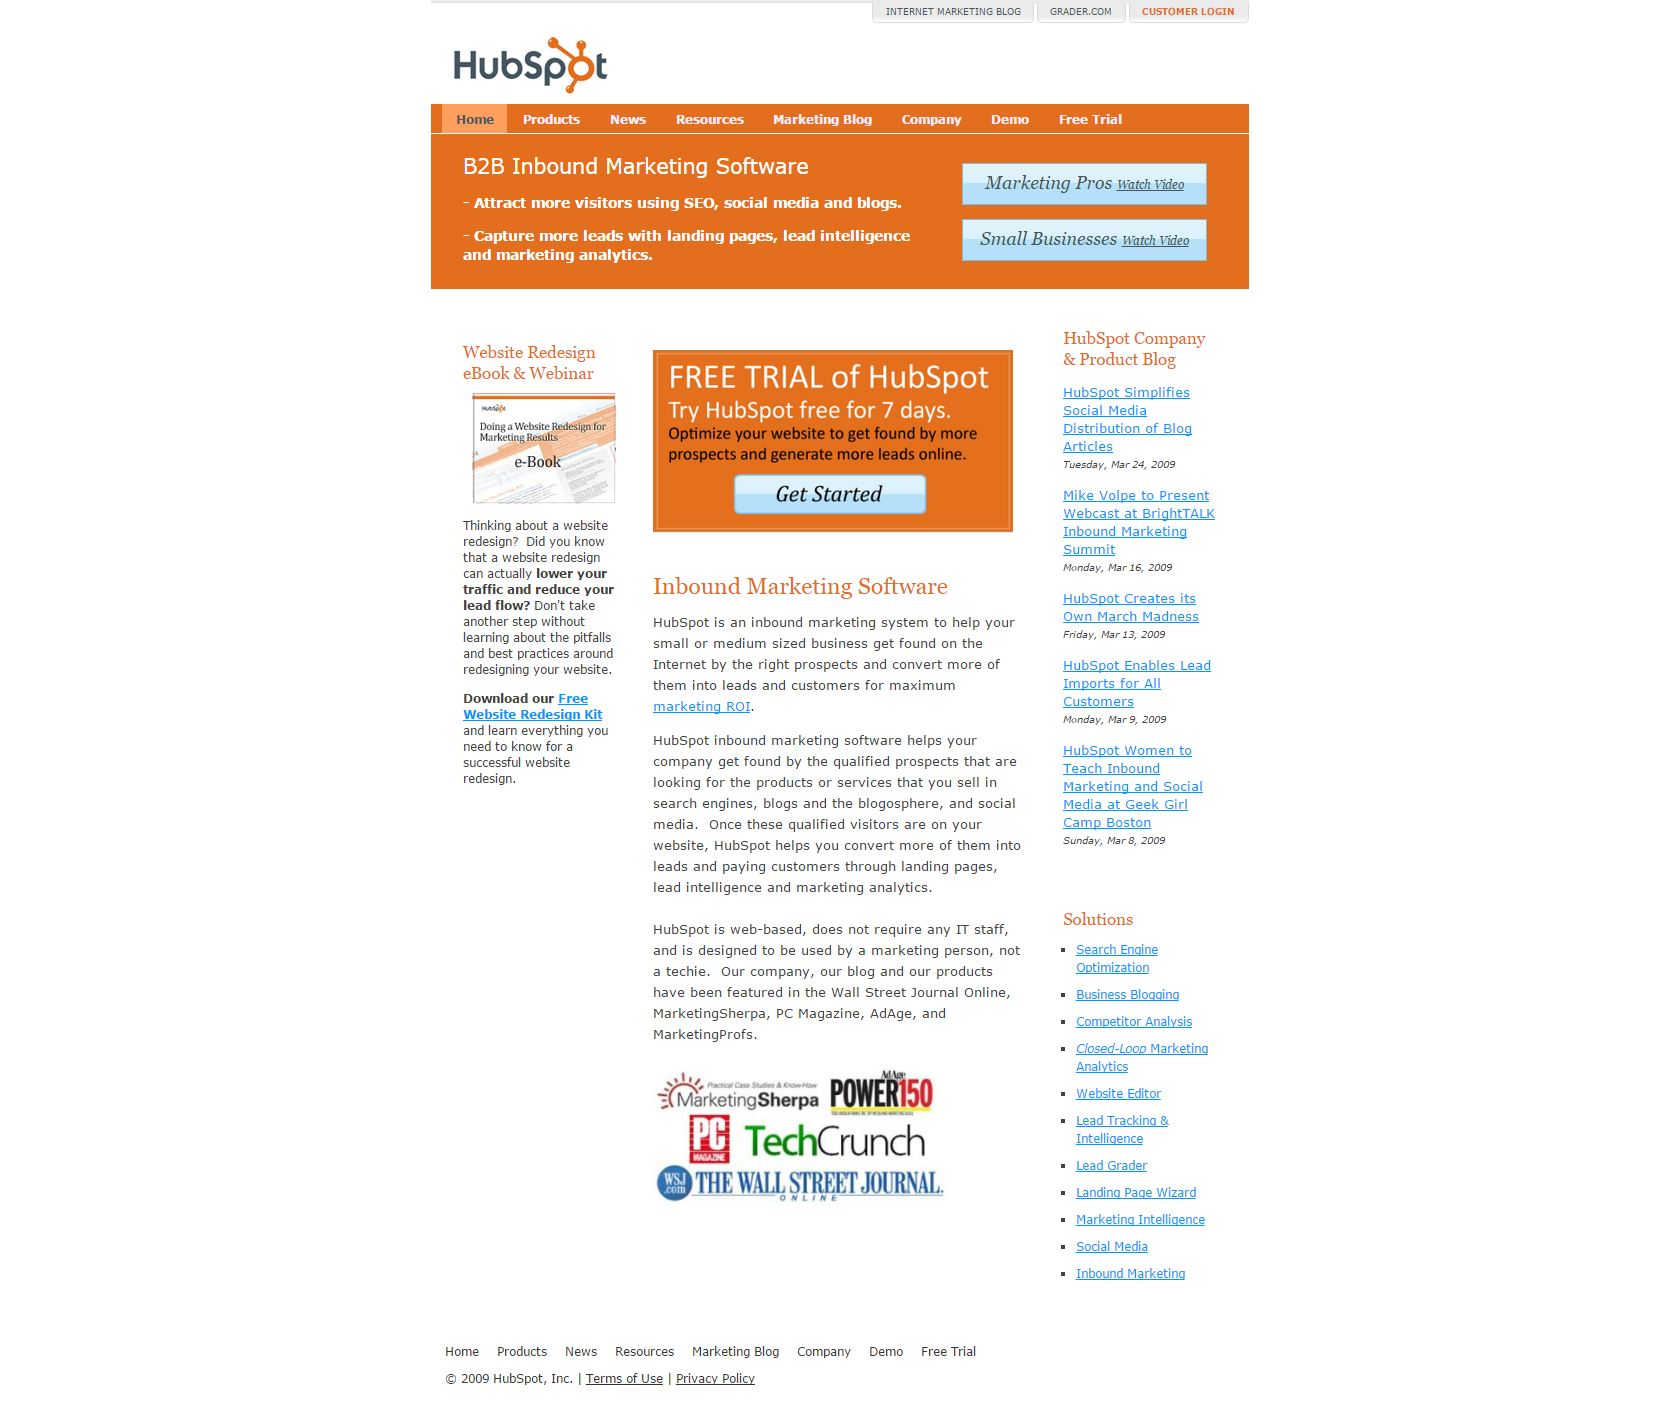 INTERNET MARKETING BLOG
GRADER.COM
CUSTOMER LOGIN
HubSpot
Home
Products
News
Resources
Marketing Blog
Company
Demo
Free Trial
B2B Inbound Marketing Software
- Attract more visitors using SEO, social media and blogs.
- Capture more leads with landing pages, lead intelligence
and marketing analytics.
Marketing Pros Watch Video
Small Businesses Watch Video
Website Redesign
eBook & Webinar
HubSpot
Doing a Website Redesign for
Marketing Results
e-Book
Thinking about a website
redesign?  Did you know
that a website redesign
can actually lower your
traffic and reduce your
lead flow? Don't take
another step without
learning about the pitfalls
and best practices around
redesigning your website.
Download our Free
Website Redesign Kit
and learn everything you
need to know for a
successful website
redesign.
FREE TRIAL of HubSpot
Try HubSpot free for 7 days.
Optimize your website to get found by more
prospects and generate more leads online.
Get Started
Inbound Marketing Software
HubSpot is an inbound marketing system to help your
small or medium sized business get found on the
Internet by the right prospects and convert more of
them into leads and customers for maximum
marketing ROI.
HubSpot inbound marketing software helps your
company get found by the qualified prospects that are
looking for the products or services that you sell in
search engines, blogs and the blogosphere, and social
media.  Once these qualified visitors are on your
website, HubSpot helps you convert more of them into
leads and paying customers through landing pages,
lead intelligence and marketing analytics.
HubSpot is web-based, does not require any IT staff,
and is designed to be used by a marketing person, not
a techie.  Our company, our blog and our products
have been featured in the Wall Street Journal Online,
MarketingSherpa, PC Magazine, AdAge, and
MarketingProfs.
Practical Case Studies & Know-How
MarketingSherpa
AdAge
POWER150
PC
MAGAZINE
TechCrunch
WSJ
.com
THE WALL STREET JOURNAL.
ONLINE
HubSpot Company
& Product Blog
HubSpot Simplifies
Social Media
Distribution of Blog
Articles
Tuesday, Mar 24, 2009
Mike Volpe to Present
Webcast at BrightTALK
Inbound Marketing
Summit
Monday, Mar 16, 2009
HubSpot Creates its
Own March Madness
Friday, Mar 13, 2009
HubSpot Enables Lead
Imports for All
Customers
Monday, Mar 9, 2009
HubSpot Women to
Teach Inbound
Marketing and Social
Media at Geek Girl
Camp Boston
Sunday, Mar 8, 2009
Solutions
Search Engine
Optimization
Business Blogging
Competitor Analysis
Closed-Loop Marketing
Analytics
Website Editor
Lead Tracking &
Intelligence
Lead Grader
Landing Page Wizard
Marketing Intelligence
Social Media
Inbound Marketing
Home
Products
News
Resources
Marketing Blog
Company
Demo
Free Trial
© 2009 HubSpot, Inc. | Terms of Use | Privacy Policy